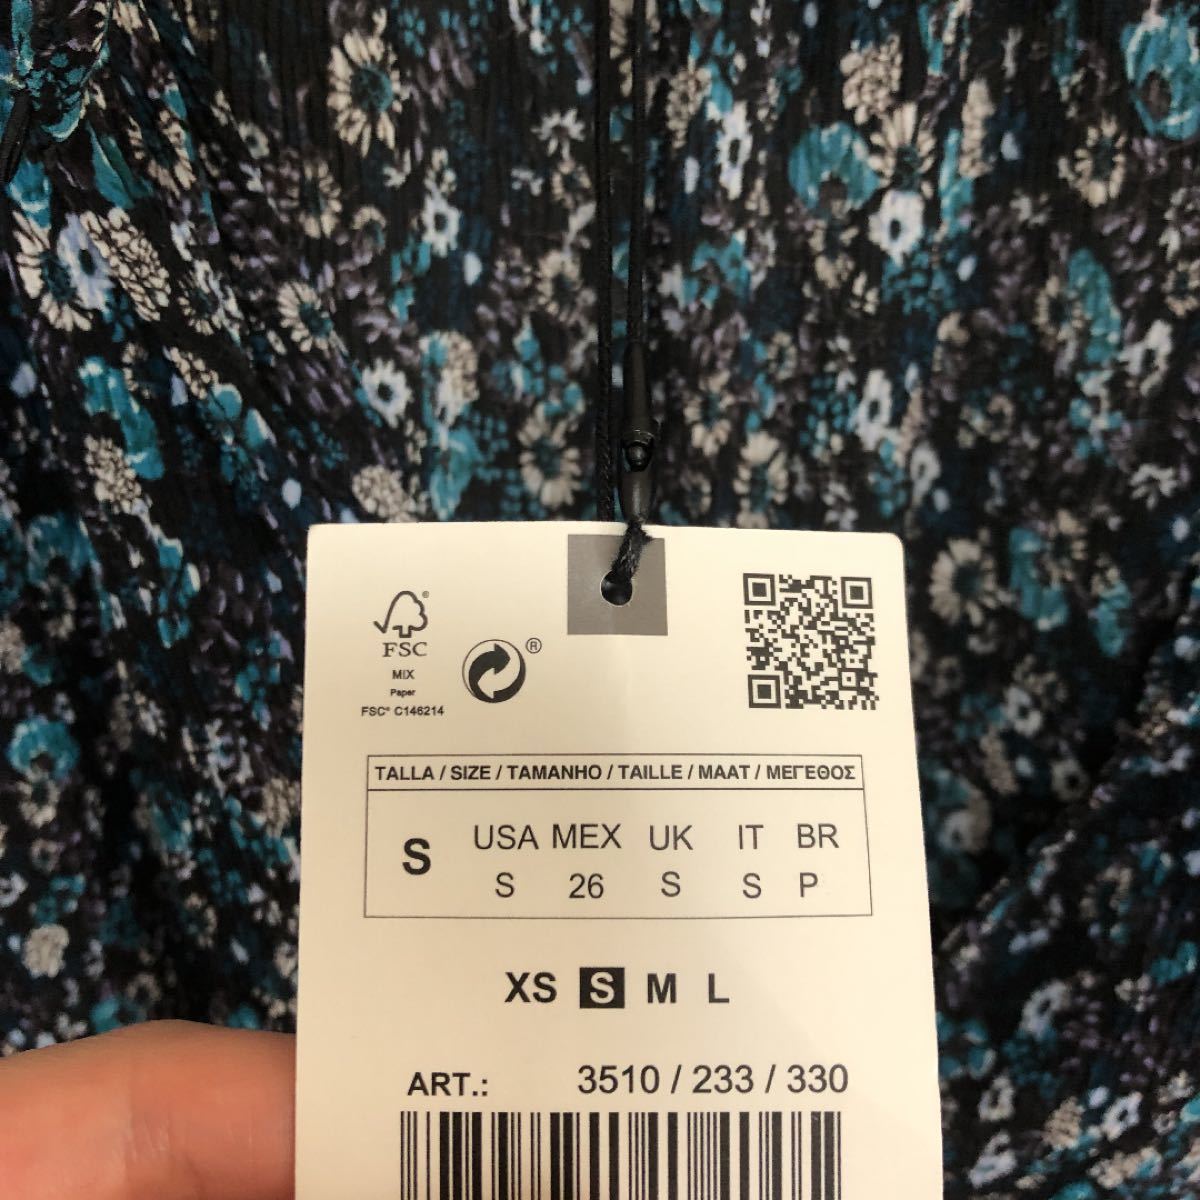 FSC
MIX
Paper
FSC® C146214
®
TALLA / SIZE / TAMANHO / TAILLE / MAAT / ΜΕΓΕΘΟΣ
S USA MEX UK IT BR
S 26 S S P
XS S M L
ART.: 3510 / 233 / 330